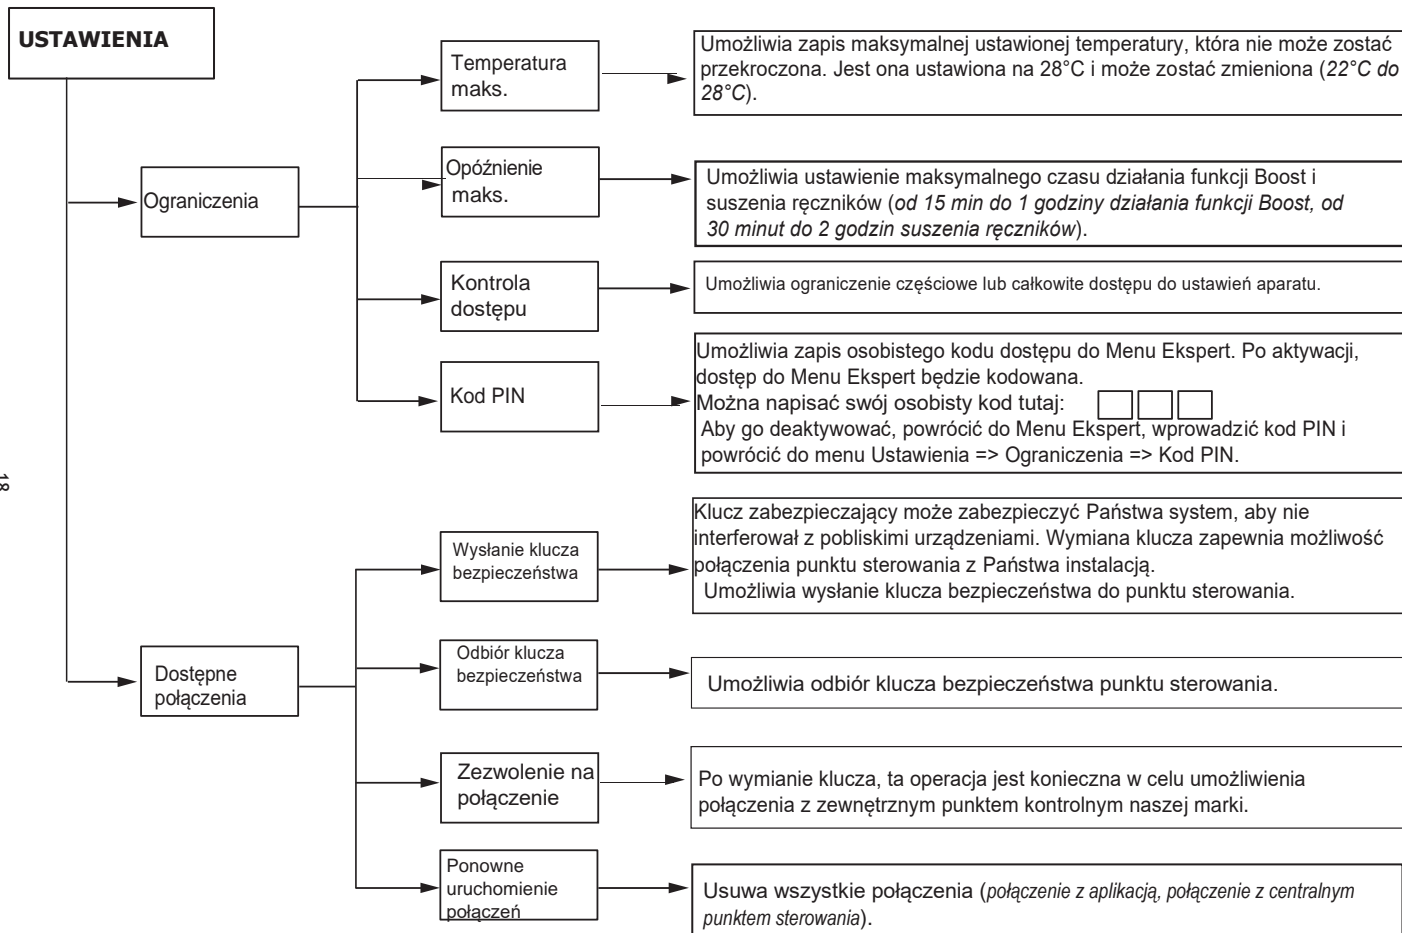 USTAWIENIA
Ograniczenia
Temperatura
maks.
Umożliwia zapis maksymalnej ustawionej temperatury, która nie może zostać
przekroczona. Jest ona ustawiona na 28°C i może zostać zmieniona (22°C do
28°C).
Opóźnienie
maks.
Umożliwia ustawienie maksymalnego czasu działania funkcji Boost i
suszenia ręczników (od 15 min do 1 godziny działania funkcji Boost, od
30 minut do 2 godzin suszenia ręczników).
Kontrola
dostępu
Umożliwia ograniczenie częściowe lub całkowite dostępu do ustawień aparatu.
Kod PIN
Umożliwia zapis osobistego kodu dostępu do Menu Ekspert. Po aktywacji,
dostęp do Menu Ekspert będzie kodowana.
Można napisać swój osobisty kod tutaj:
Aby go deaktywować, powrócić do Menu Ekspert, wprowadzić kod PIN i
powrócić do menu Ustawienia => Ograniczenia => Kod PIN.
18
Dostępne
połączenia
Wysłanie klucza
bezpieczeństwa
Klucz zabezpieczający może zabezpieczyć Państwa system, aby nie
interferował z pobliskimi urządzeniami. Wymiana klucza zapewnia możliwość
połączenia punktu sterowania z Państwa instalacją.
Umożliwia wysłanie klucza bezpieczeństwa do punktu sterowania.
Odbiór klucza
bezpieczeństwa
Umożliwia odbiór klucza bezpieczeństwa punktu sterowania.
Zezwolenie na
połączenie
Po wymianie klucza, ta operacja jest konieczna w celu umożliwienia
połączenia z zewnętrznym punktem kontrolnym naszej marki.
Ponowne
uruchomienie
połączeń
Usuwa wszystkie połączenia (połączenie z aplikacją, połączenie z centralnym
punktem sterowania).